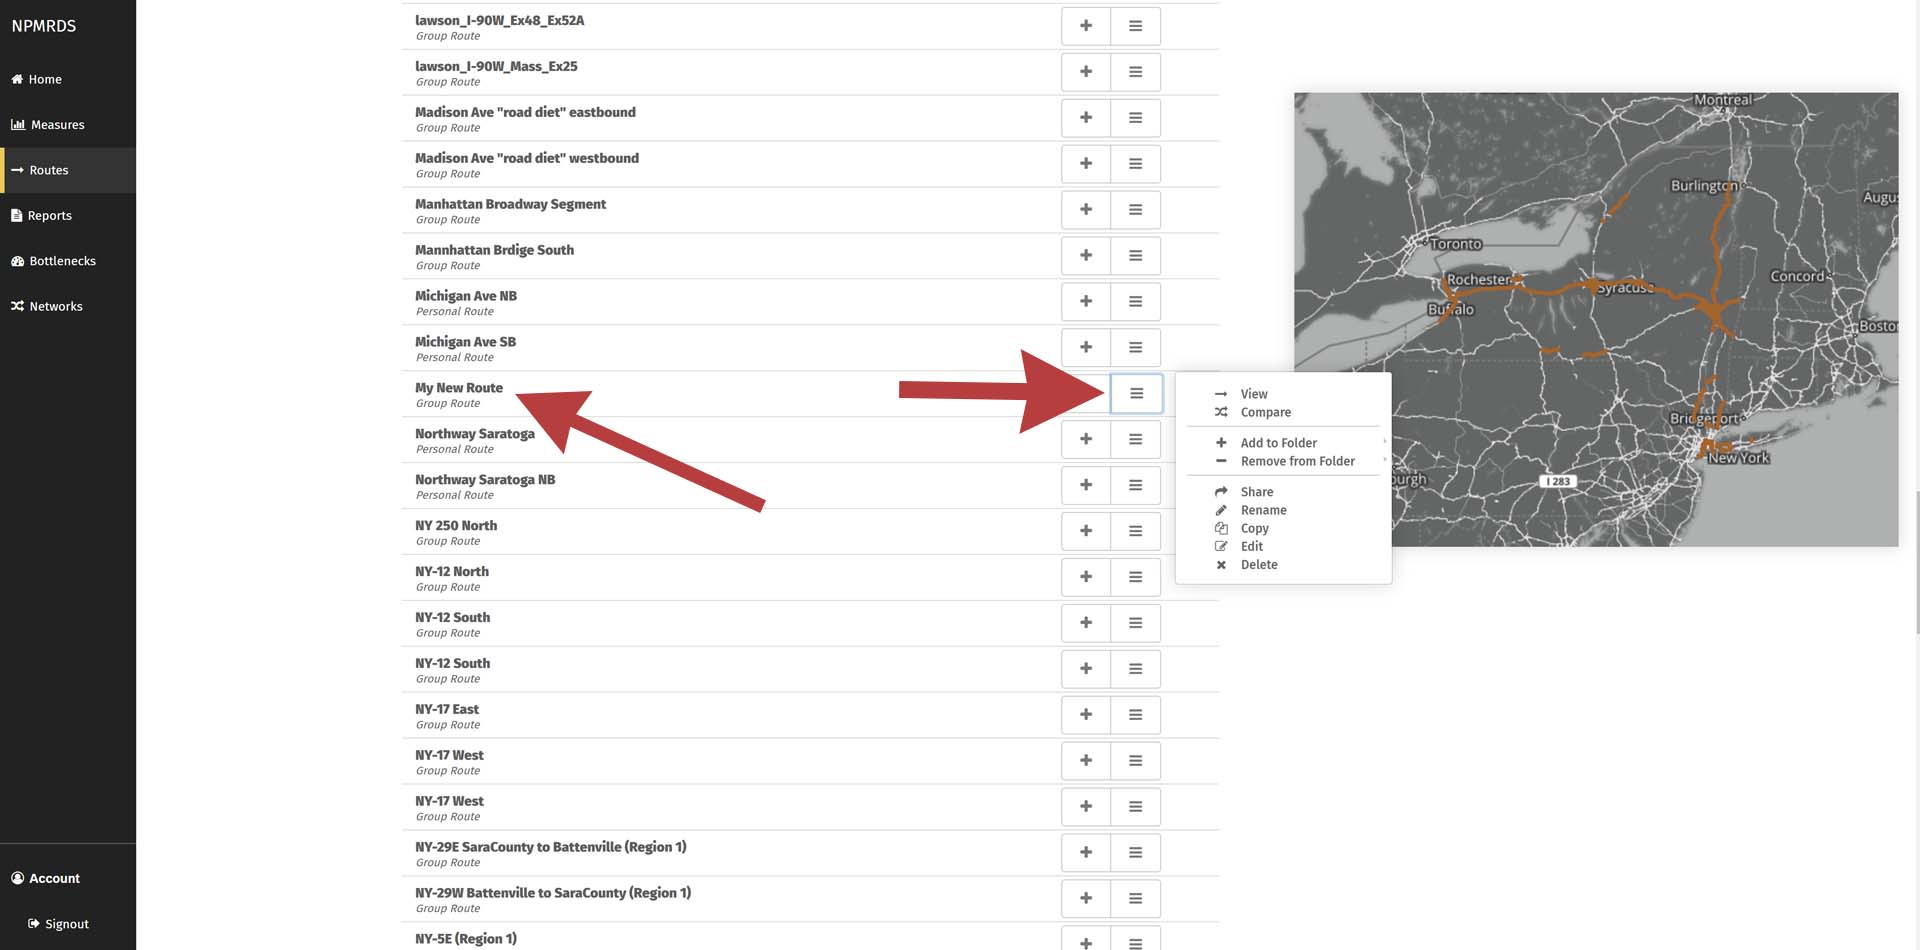 NPMRDS
Home
Measures
Routes
Reports
Bottlenecks
Networks
Account
Signout
lawson_I-90W_Ex48_Ex52A
Group Route
lawson_I-90W_Mass_Ex25
Group Route
Madison Ave "road diet" eastbound
Group Route
Madison Ave "road diet" westbound
Group Route
Manhattan Broadway Segment
Group Route
Mannhattan Brdige South
Group Route
Michigan Ave NB
Personal Route
Michigan Ave SB
Personal Route
My New Route
Group Route
Northway Saratoga
Personal Route
Northway Saratoga NB
Personal Route
NY 250 North
Group Route
NY-12 North
Group Route
NY-12 South
Group Route
NY-12 South
Group Route
NY-17 East
Group Route
NY-17 West
Group Route
NY-17 West
Group Route
NY-29E SaraCounty to Battenville (Region 1)
Group Route
NY-29W Battenville to SaraCounty (Region 1)
Group Route
NY-5E (Region 1)
View
Compare
Add to Folder
Remove from Folder
Share
Rename
Copy
Edit
Delete
Montreal
Burlington
Augus
Toronto
Concord
Rochester
Syracuse
Buffalo
Boston
Bridgeport
New York
burgh
I 283